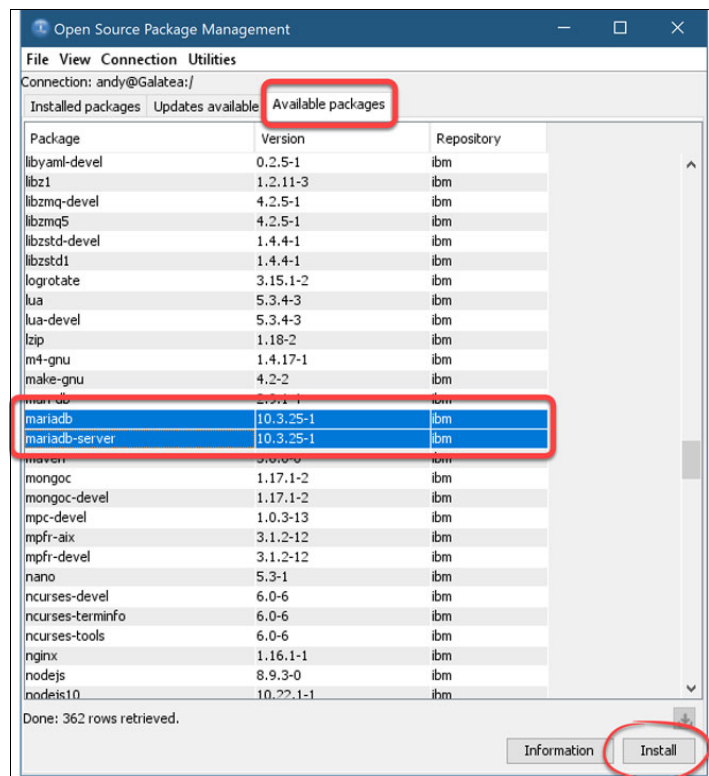 Open Source Package Management
File View Connection Utilities
Connection: andy@Galatea:/
Installed packages Updates available Available packages
Package Version Repository
libyaml-devel 0.2.5-1 ibm
libz1 1.2.11-3 ibm
libzmq-devel 4.2.5-1 ibm
libzmq5 4.2.5-1 ibm
libzstd-devel 1.4.4-1 ibm
libzstd1 1.4.4-1 ibm
logrotate 3.15.1-2 ibm
lua 5.3.4-3 ibm
lua-devel 5.3.4-3 ibm
lzip 1.18-2 ibm
m4-gnu 1.4.17-1 ibm
make-gnu 4.2-2 ibm
ibm
mariadb 10.3.25-1 ibm
mariadb-server 10.3.25-1 ibm
maven ibm
mongoc 1.17.1-2 ibm
mongoc-devel 1.17.1-2 ibm
mpc-devel 1.0.3-13 ibm
mpfr-aix 3.1.2-12 ibm
mpfr-devel 3.1.2-12 ibm
nano 5.3-1 ibm
ncurses-devel 6.0-6 ibm
ncurses-terminfo 6.0-6 ibm
ncurses-tools 6.0-6 ibm
nginx 1.16.1-1 ibm
nodejs 8.9.3-0 ibm
nodejs10 10.22.1-1 ibm
Done: 362 rows retrieved.
Information Install